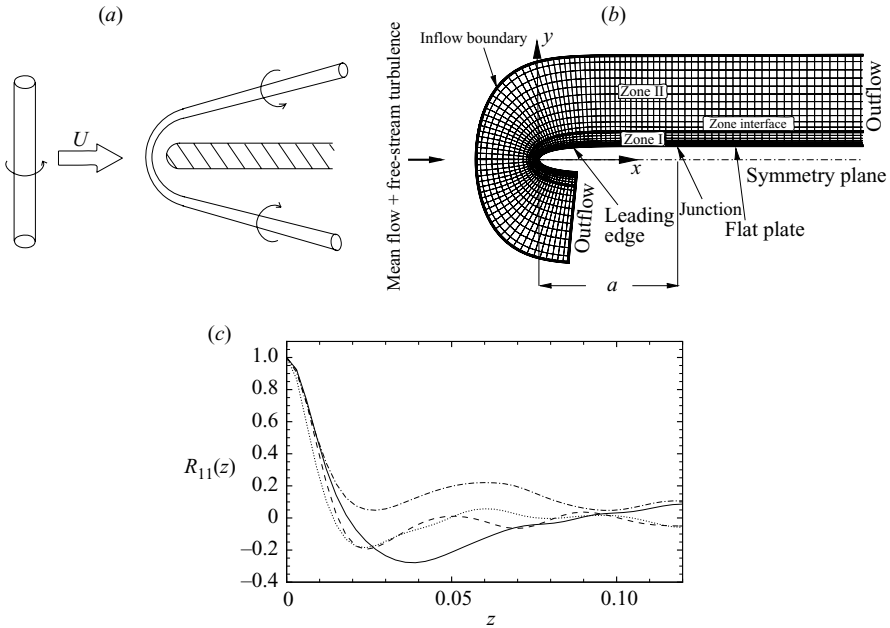 (a)
U
(b)
Mean flow + free-stream turbulence
Inflow boundary
y
Zone II
Zone interface
Zone I
x
Symmetry plane
Outflow
Outflow
Leading
edge
Junction
Flat plate
a
(c)
1.0
0.8
0.6
0.4
0.2
0
−0.2
−0.4
R11(z)
0
0.05
0.10
z